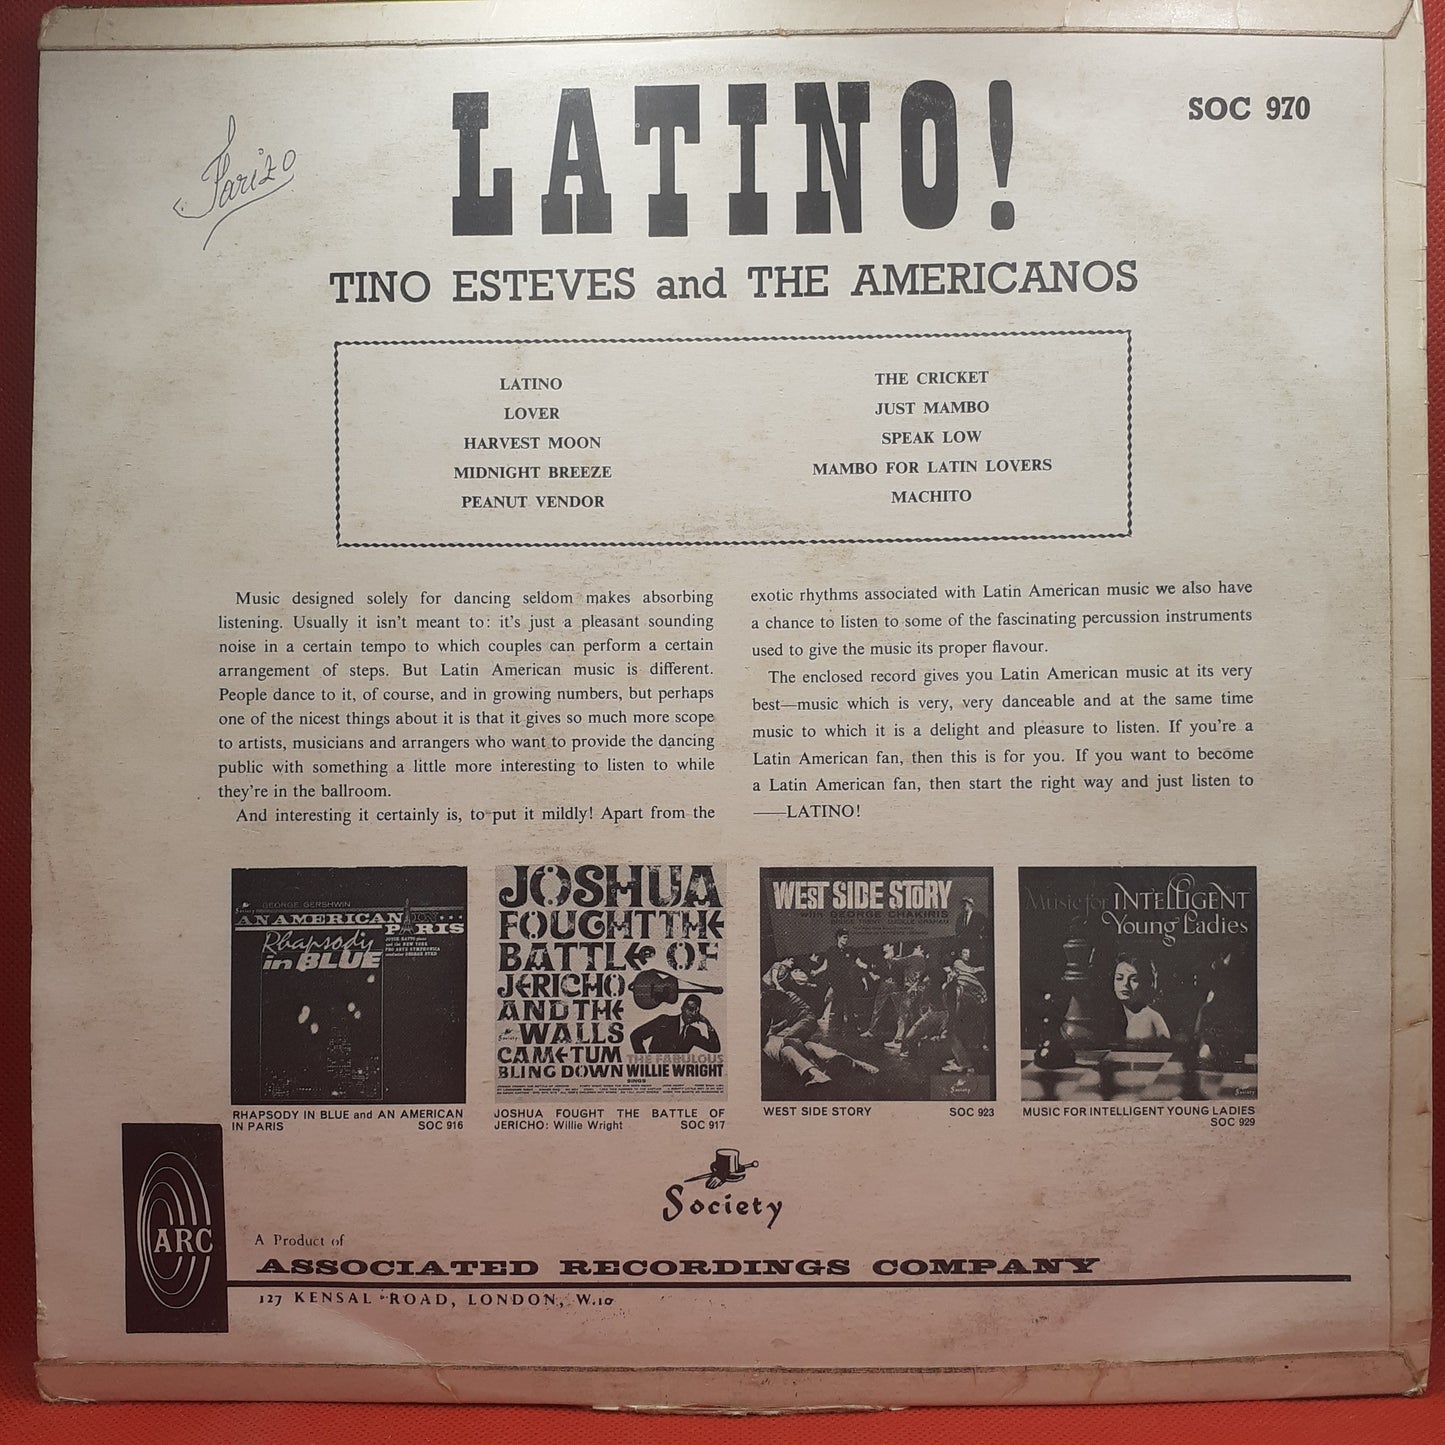 LATINO!
SOC 970
Parizo
TINO ESTEVES and THE AMERICANOS
LATINO
LOVER
HARVEST MOON
MIDNIGHT BREEZE
PEANUT VENDOR
THE CRICKET
JUST MAMBO
SPEAK LOW
MAMBO FOR LATIN LOVERS
MACHITO
Music designed solely for dancing seldom makes absorbing
listening. Usually it isn't meant to: it's just a pleasant sounding
noise in a certain tempo to which couples can perform a certain
arrangement of steps. But Latin American music is different.
People dance to it, of course, and in growing numbers, but perhaps
one of the nicest things about it is that it gives so much more scope
to artists, musicians and arrangers who want to provide the dancing
public with something a little more interesting to listen to while
they're in the ballroom.
And interesting it certainly is, to put it mildly! Apart from the
exotic rhythms associated with Latin American music we also have
a chance to listen to some of the fascinating percussion instruments
used to give the music its proper flavour.
The enclosed record gives you Latin American music at its very
best—music which is very, very danceable and at the same time
music to which it is a delight and pleasure to listen. If you're a
Latin American fan, then this is for you. If you want to become
a Latin American fan, then start the right way and just listen to
——LATINO!
Society
GEORGE GERSHWIN
AN AMERICAN IN...
PARIS
Rhapsody
in BLUE
JOSHUA
FOUGHT THE
BATTLE OF
JERICHO
AND THE
WALLS
Society
CAME TUM
BLING DOWN
THE FABULOUS
WILLIE WRIGHT
SINGS
WEST SIDE STORY
with GEORGE CHAKIRIS
Society
Music for INTELLIGENT
Young Ladies
Society
RHAPSODY IN BLUE and AN AMERICAN
IN PARIS SOC 916
JOSHUA FOUGHT THE BATTLE OF
JERICHO: Willie Wright SOC 917
WEST SIDE STORY SOC 923
MUSIC FOR INTELLIGENT YOUNG LADIES
SOC 929
Society
ARC
A Product of
ASSOCIATED RECORDINGS COMPANY
127 KENSAL ROAD, LONDON, W.10